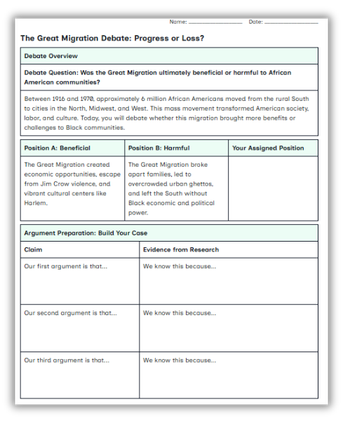 Name: Date:
The Great Migration Debate: Progress or Loss?
Debate Overview
Debate Question: Was the Great Migration ultimately beneficial or harmful to African
American communities?
Between 1916 and 1970, approximately 6 million African Americans moved from the rural South
to cities in the North, Midwest, and West. This mass movement transformed American society,
labor, and culture. Today, you will debate whether this migration brought more benefits or
challenges to Black communities.
Position A: Beneficial
Position B: Harmful
Your Assigned Position
The Great Migration created
economic opportunities, escape
from Jim Crow violence, and
vibrant cultural centers like
Harlem.
The Great Migration broke
apart families, led to
overcrowded urban ghettos,
and left the South without
Black economic and political
power.
Argument Preparation: Build Your Case
Claim
Evidence from Research
Our first argument is that...
We know this because...
Our second argument is that...
We know this because...
Our third argument is that...
We know this because...